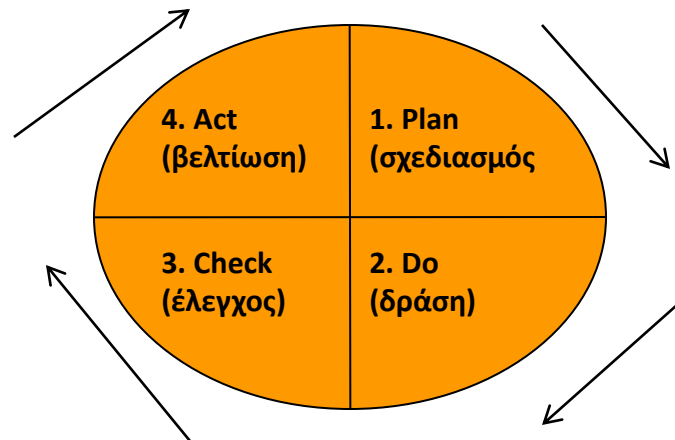 4. Act
(βελτίωση)
1. Plan
(σχεδιασμός
3. Check
(έλεγχος)
2. Do
(δράση)